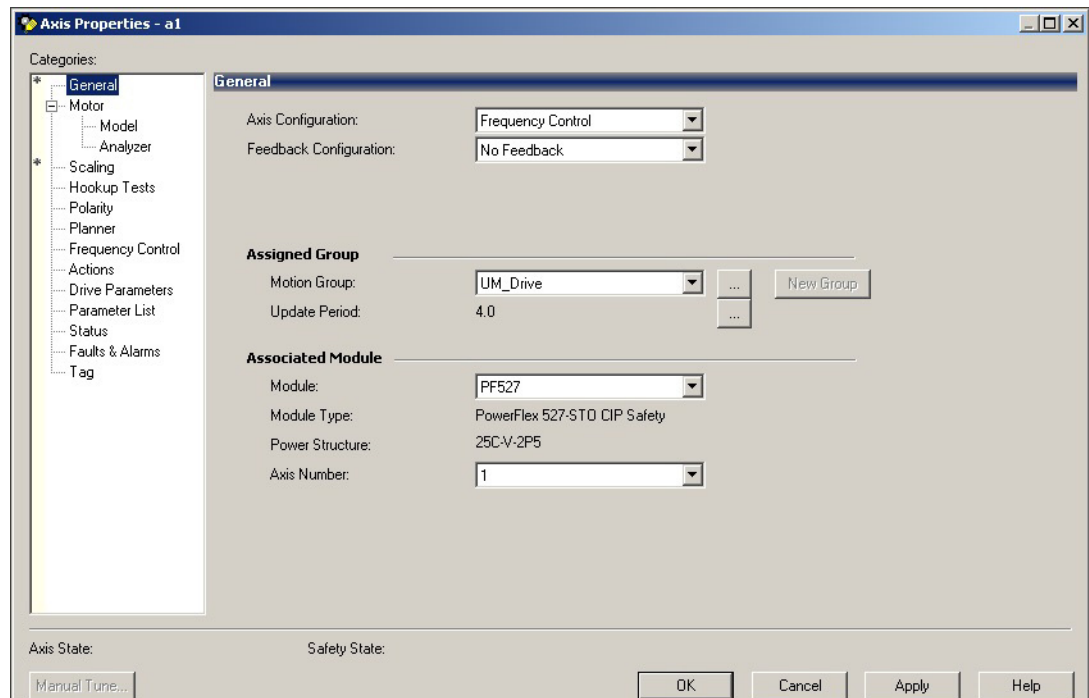 Axis Properties - a1
Categories:
* General
Motor
Model
Analyzer
* Scaling
Hookup Tests
Polarity
Planner
Frequency Control
Actions
Drive Parameters
Parameter List
Status
Faults & Alarms
Tag
General
Axis Configuration: Frequency Control
Feedback Configuration: No Feedback
Assigned Group
Motion Group: UM_Drive ... New Group
Update Period: 4.0 ...
Associated Module
Module: PF527
Module Type: PowerFlex 527-STO CIP Safety
Power Structure: 25C-V-2P5
Axis Number: 1
Axis State: Safety State:
Manual Tune... OK Cancel Apply Help